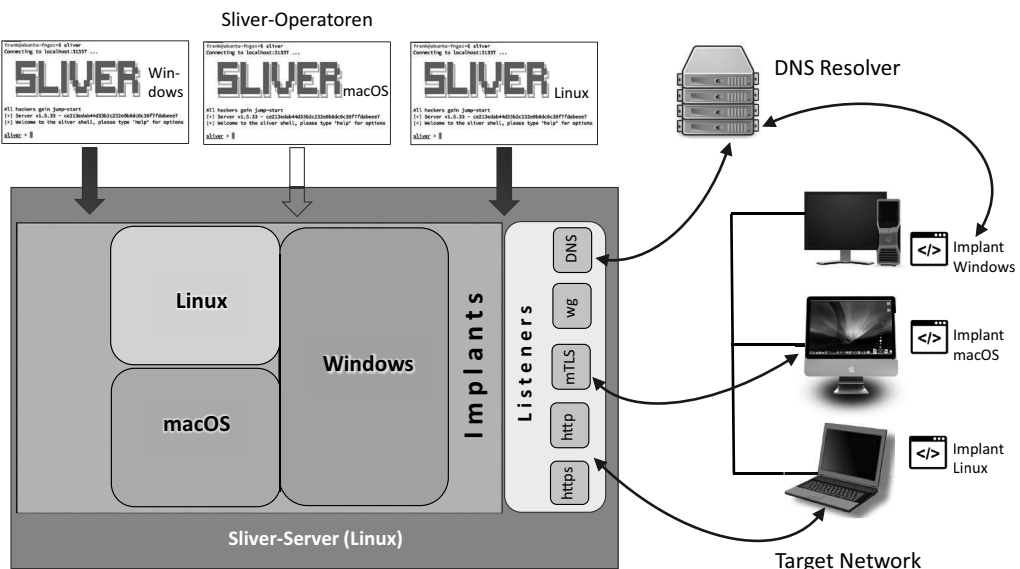 Sliver-Operatoren
frank@ubuntu-fngoc:~$ sliver
Connecting to localhost:31337 ...
SLIVER
Win-
dows
All hackers gain jump-start
[*] Server v1.5.33 - ce213edab44d33b2c232e0b8dc6c38f7fdabeee7
[*] Welcome to the sliver shell, please type 'help' for options
sliver >
frank@ubuntu-fngoc:~$ sliver
Connecting to localhost:31337 ...
SLIVER
macOS
All hackers gain jump-start
[*] Server v1.5.33 - ce213edab44d33b2c232e0b8dc6c38f7fdabeee7
[*] Welcome to the sliver shell, please type 'help' for options
sliver >
frank@ubuntu-fngoc:~$ sliver
Connecting to localhost:31337 ...
SLIVER
Linux
All hackers gain jump-start
[*] Server v1.5.33 - ce213edab44d33b2c232e0b8dc6c38f7fdabeee7
[*] Welcome to the sliver shell, please type 'help' for options
sliver >
DNS Resolver
Linux
macOS
Windows
Implants
Listeners
DNS
wg
mTLS
http
https
Sliver-Server (Linux)
</>
Implant
Windows
</>
Implant
macOS
</>
Implant
Linux
Target Network